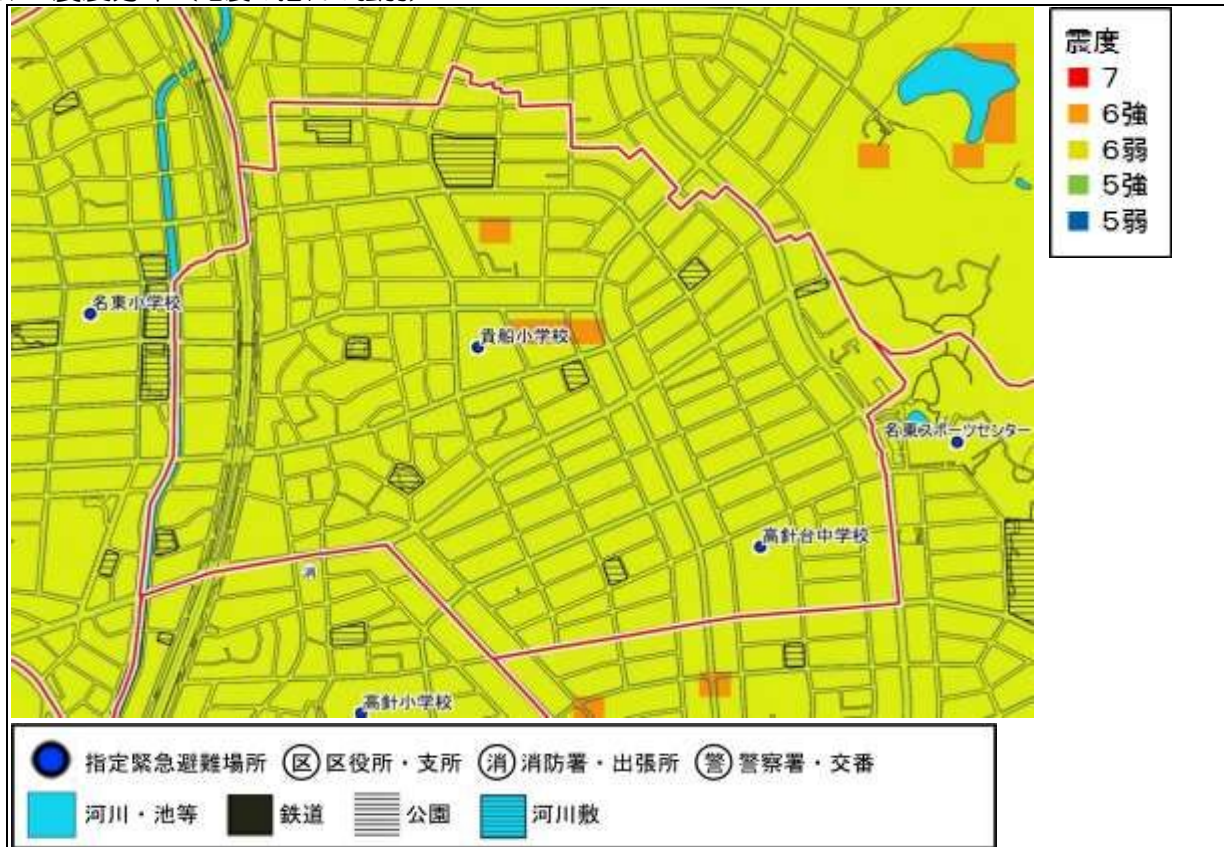 震度
7
6強
6弱
5強
5弱
名東小学校
貴船小学校
名東スポーツセンター
高針台中学校
消
高針小学校
指定緊急避難場所 区 区役所・支所 消 消防署・出張所 警 警察署・交番
河川・池等 鉄道 公園 河川敷